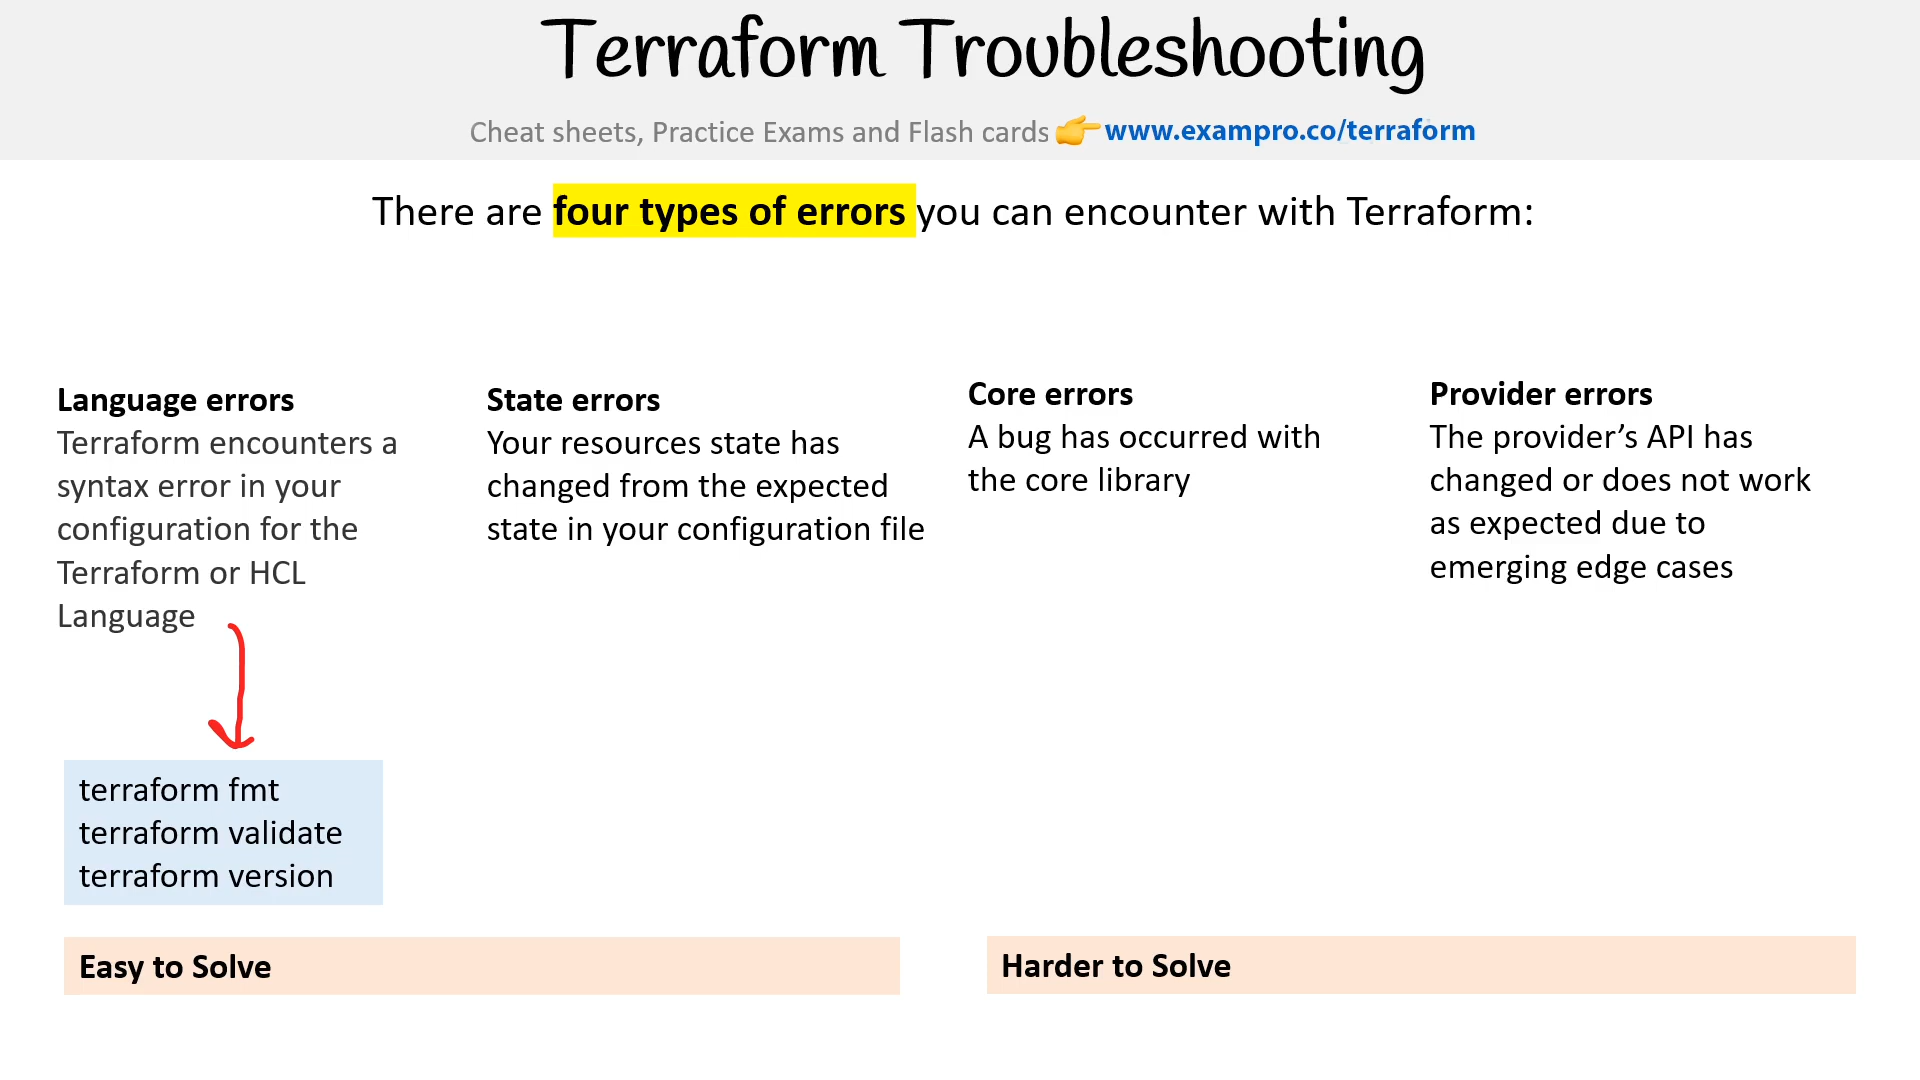 Terraform Troubleshooting
Cheat sheets, Practice Exams and Flash cards 👉 www.exampro.co/terraform
There are four types of errors you can encounter with Terraform:
Language errors
Terraform encounters a
syntax error in your
configuration for the
Terraform or HCL
Language
terraform fmt
terraform validate
terraform version
State errors
Your resources state has
changed from the expected
state in your configuration file
Core errors
A bug has occurred with
the core library
Provider errors
The provider’s API has
changed or does not work
as expected due to
emerging edge cases
Easy to Solve
Harder to Solve